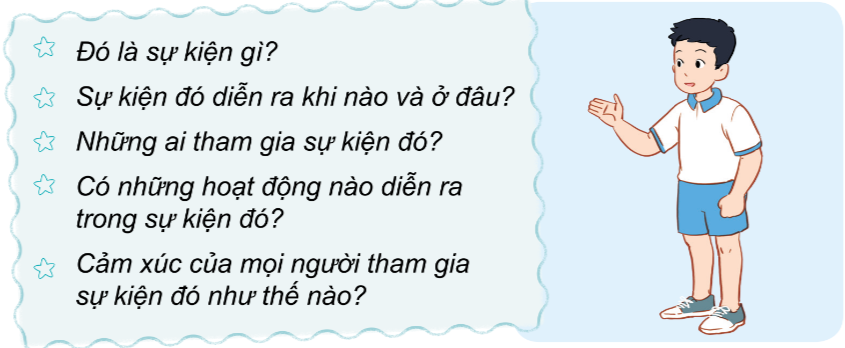 Đó là sự kiện gì?
Sự kiện đó diễn ra khi nào và ở đâu?
Những ai tham gia sự kiện đó?
Có những hoạt động nào diễn ra
trong sự kiện đó?
Cảm xúc của mọi người tham gia
sự kiện đó như thế nào?